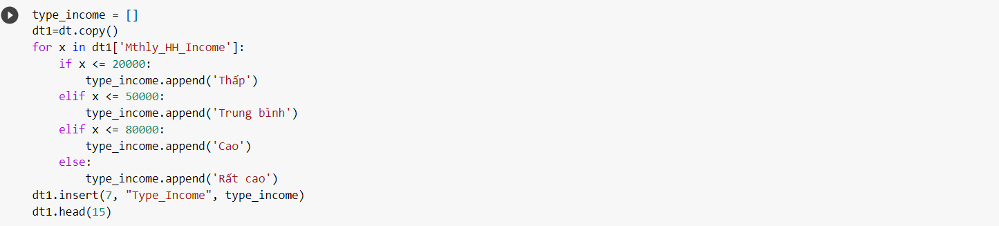 type_income = []
dt1=dt.copy()
for x in dt1['Mthly_HH_Income']:
    if x <= 20000:
        type_income.append('Thấp')
    elif x <= 50000:
        type_income.append('Trung bình')
    elif x <= 80000:
        type_income.append('Cao')
    else:
        type_income.append('Rất cao')
dt1.insert(7, "Type_Income", type_income)
dt1.head(15)